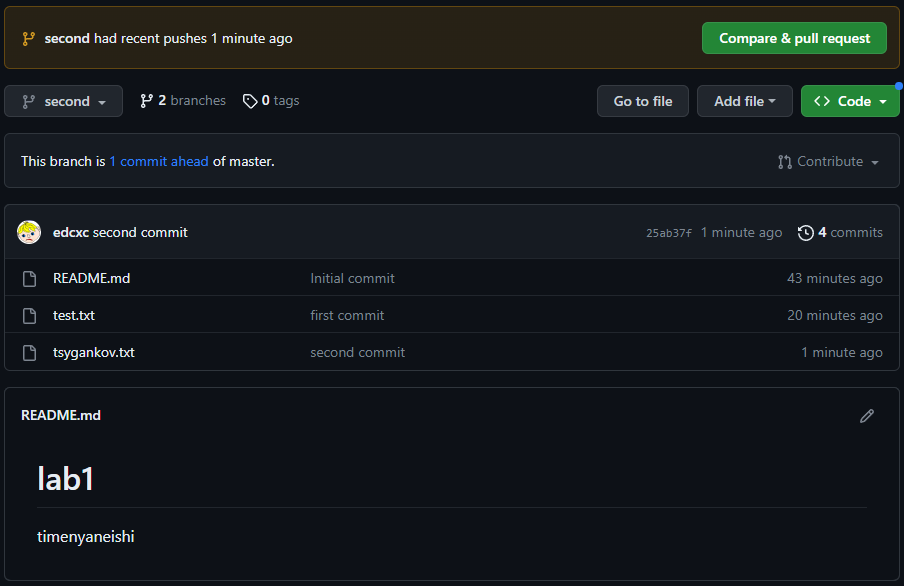 second had recent pushes 1 minute ago Compare & pull request
second 2 branches 0 tags Go to file Add file Code
This branch is 1 commit ahead of master. Contribute
edcxc second commit 25ab37f 1 minute ago 4 commits
README.md Initial commit 43 minutes ago
test.txt first commit 20 minutes ago
tsygankov.txt second commit 1 minute ago
README.md
lab1
timenyaneishi